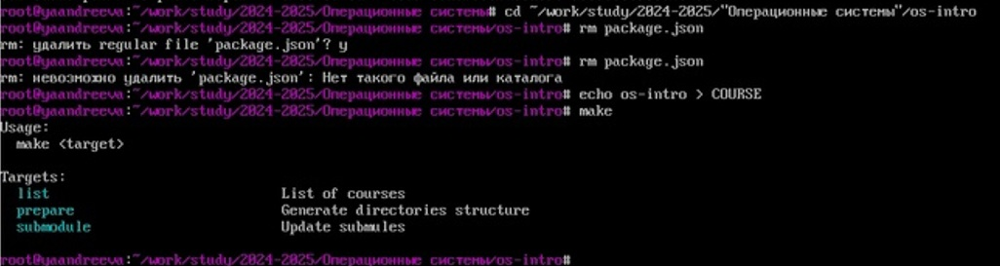 root@yaandreeva:~/work/study/2024-2025/Операционные системы# cd ~/work/study/2024-2025/"Операционные системы"/os-intro
root@yaandreeva:~/work/study/2024-2025/Операционные системы/os-intro# rm package.json
rm: удалить regular file 'package.json'? y
root@yaandreeva:~/work/study/2024-2025/Операционные системы/os-intro# rm package.json
rm: невозможно удалить 'package.json': Нет такого файла или каталога
root@yaandreeva:~/work/study/2024-2025/Операционные системы/os-intro# echo os-intro > COURSE
root@yaandreeva:~/work/study/2024-2025/Операционные системы/os-intro# make
Usage:
  make <target>
Targets:
  list                          List of courses
  prepare                       Generate directories structure
  submodule                     Update submules
root@yaandreeva:~/work/study/2024-2025/Операционные системы/os-intro#